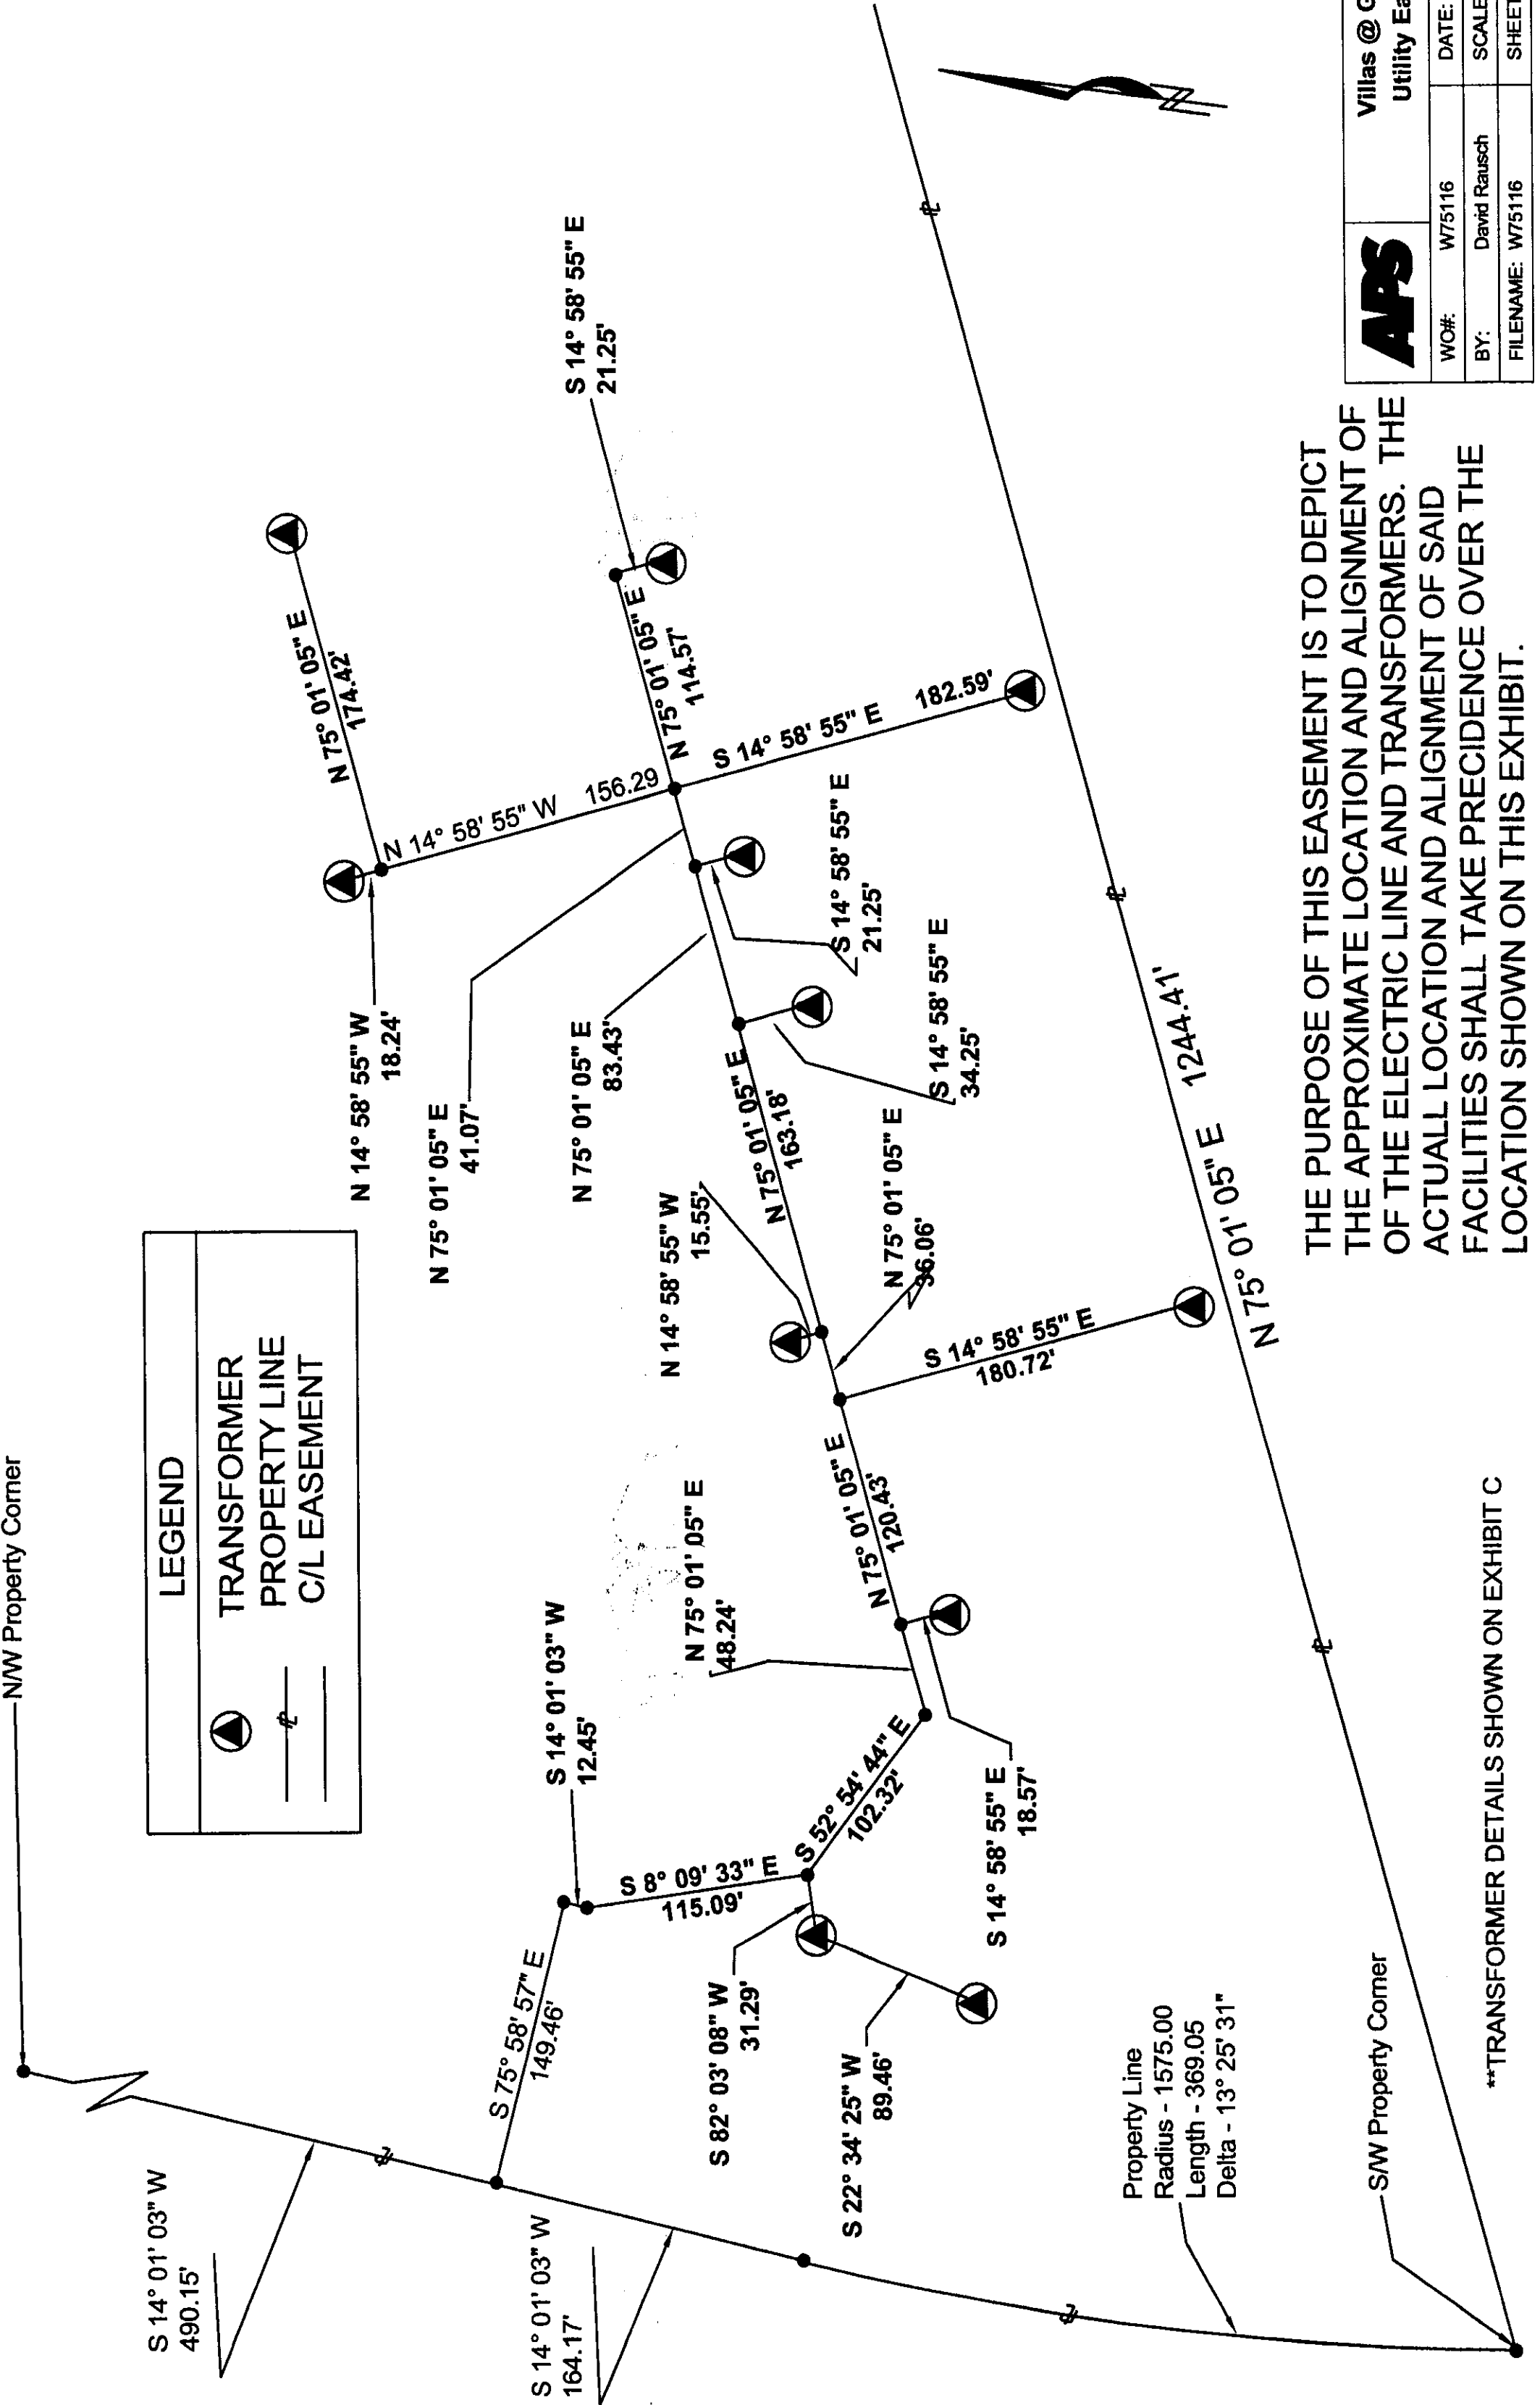 N/W Property Corner
S 14° 01' 03" W
490.15'
LEGEND
TRANSFORMER
PROPERTY LINE
C/L EASEMENT
S 14° 01' 03" W
164.17'
S 75° 58' 57" E
149.46'
S 14° 01' 03" W
12.45'
S 8° 09' 33" E
115.09'
S 82° 03' 08" W
31.29'
S 22° 34' 25" W
89.46'
S 52° 54' 44" E
102.32'
N 75° 01' 05" E
48.24'
S 14° 58' 55" E
18.57'
N 75° 01' 05" E
120.43'
S 14° 58' 55" E
180.72'
N 75° 01' 05" E
36.06'
N 14° 58' 55" W
15.55'
N 75° 01' 05" E
163.18'
S 14° 58' 55" E
34.25'
N 75° 01' 05" E
83.43'
S 14° 58' 55" E
21.25'
N 75° 01' 05" E
41.07'
N 14° 58' 55" W
18.24'
N 14° 58' 55" W 156.29
N 75° 01' 05" E
174.42'
N 75° 01' 05" E
114.57'
S 14° 58' 55" E
21.25'
S 14° 58' 55" E 182.59'
Property Line
Radius - 1575.00
Length - 369.05
Delta - 13° 25' 31"
S/W Property Corner
N 75° 01' 05" E 1244.41'
**TRANSFORMER DETAILS SHOWN ON EXHIBIT C
THE PURPOSE OF THIS EASEMENT IS TO DEPICT
THE APPROXIMATE LOCATION AND ALIGNMENT OF
OF THE ELECTRIC LINE AND TRANSFORMERS. THE
ACTUALL LOCATION AND ALIGNMENT OF SAID
FACILITIES SHALL TAKE PRECIDENCE OVER THE
LOCATION SHOWN ON THIS EXHIBIT.
APS
Villas @ G
Utility Ea
WO#: W75116 DATE:
BY: David Rausch SCALE
FILENAME: W75116 SHEET